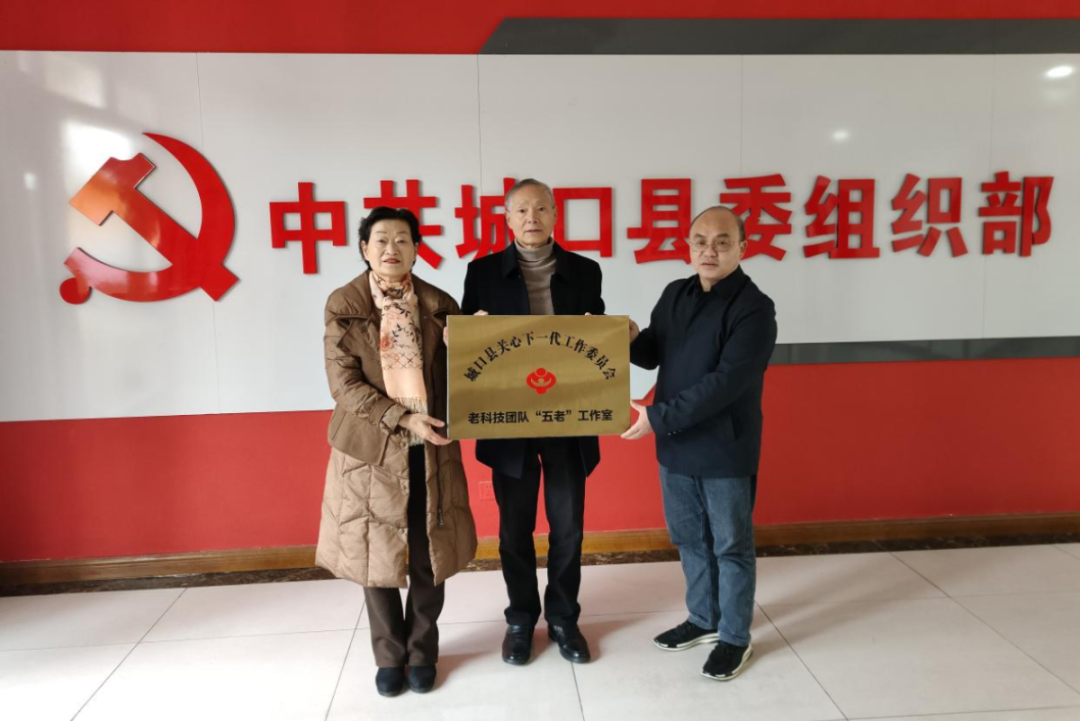 中共城口县委组织部
城口县关心下一代工作委员会
老科技团队“五老”工作室